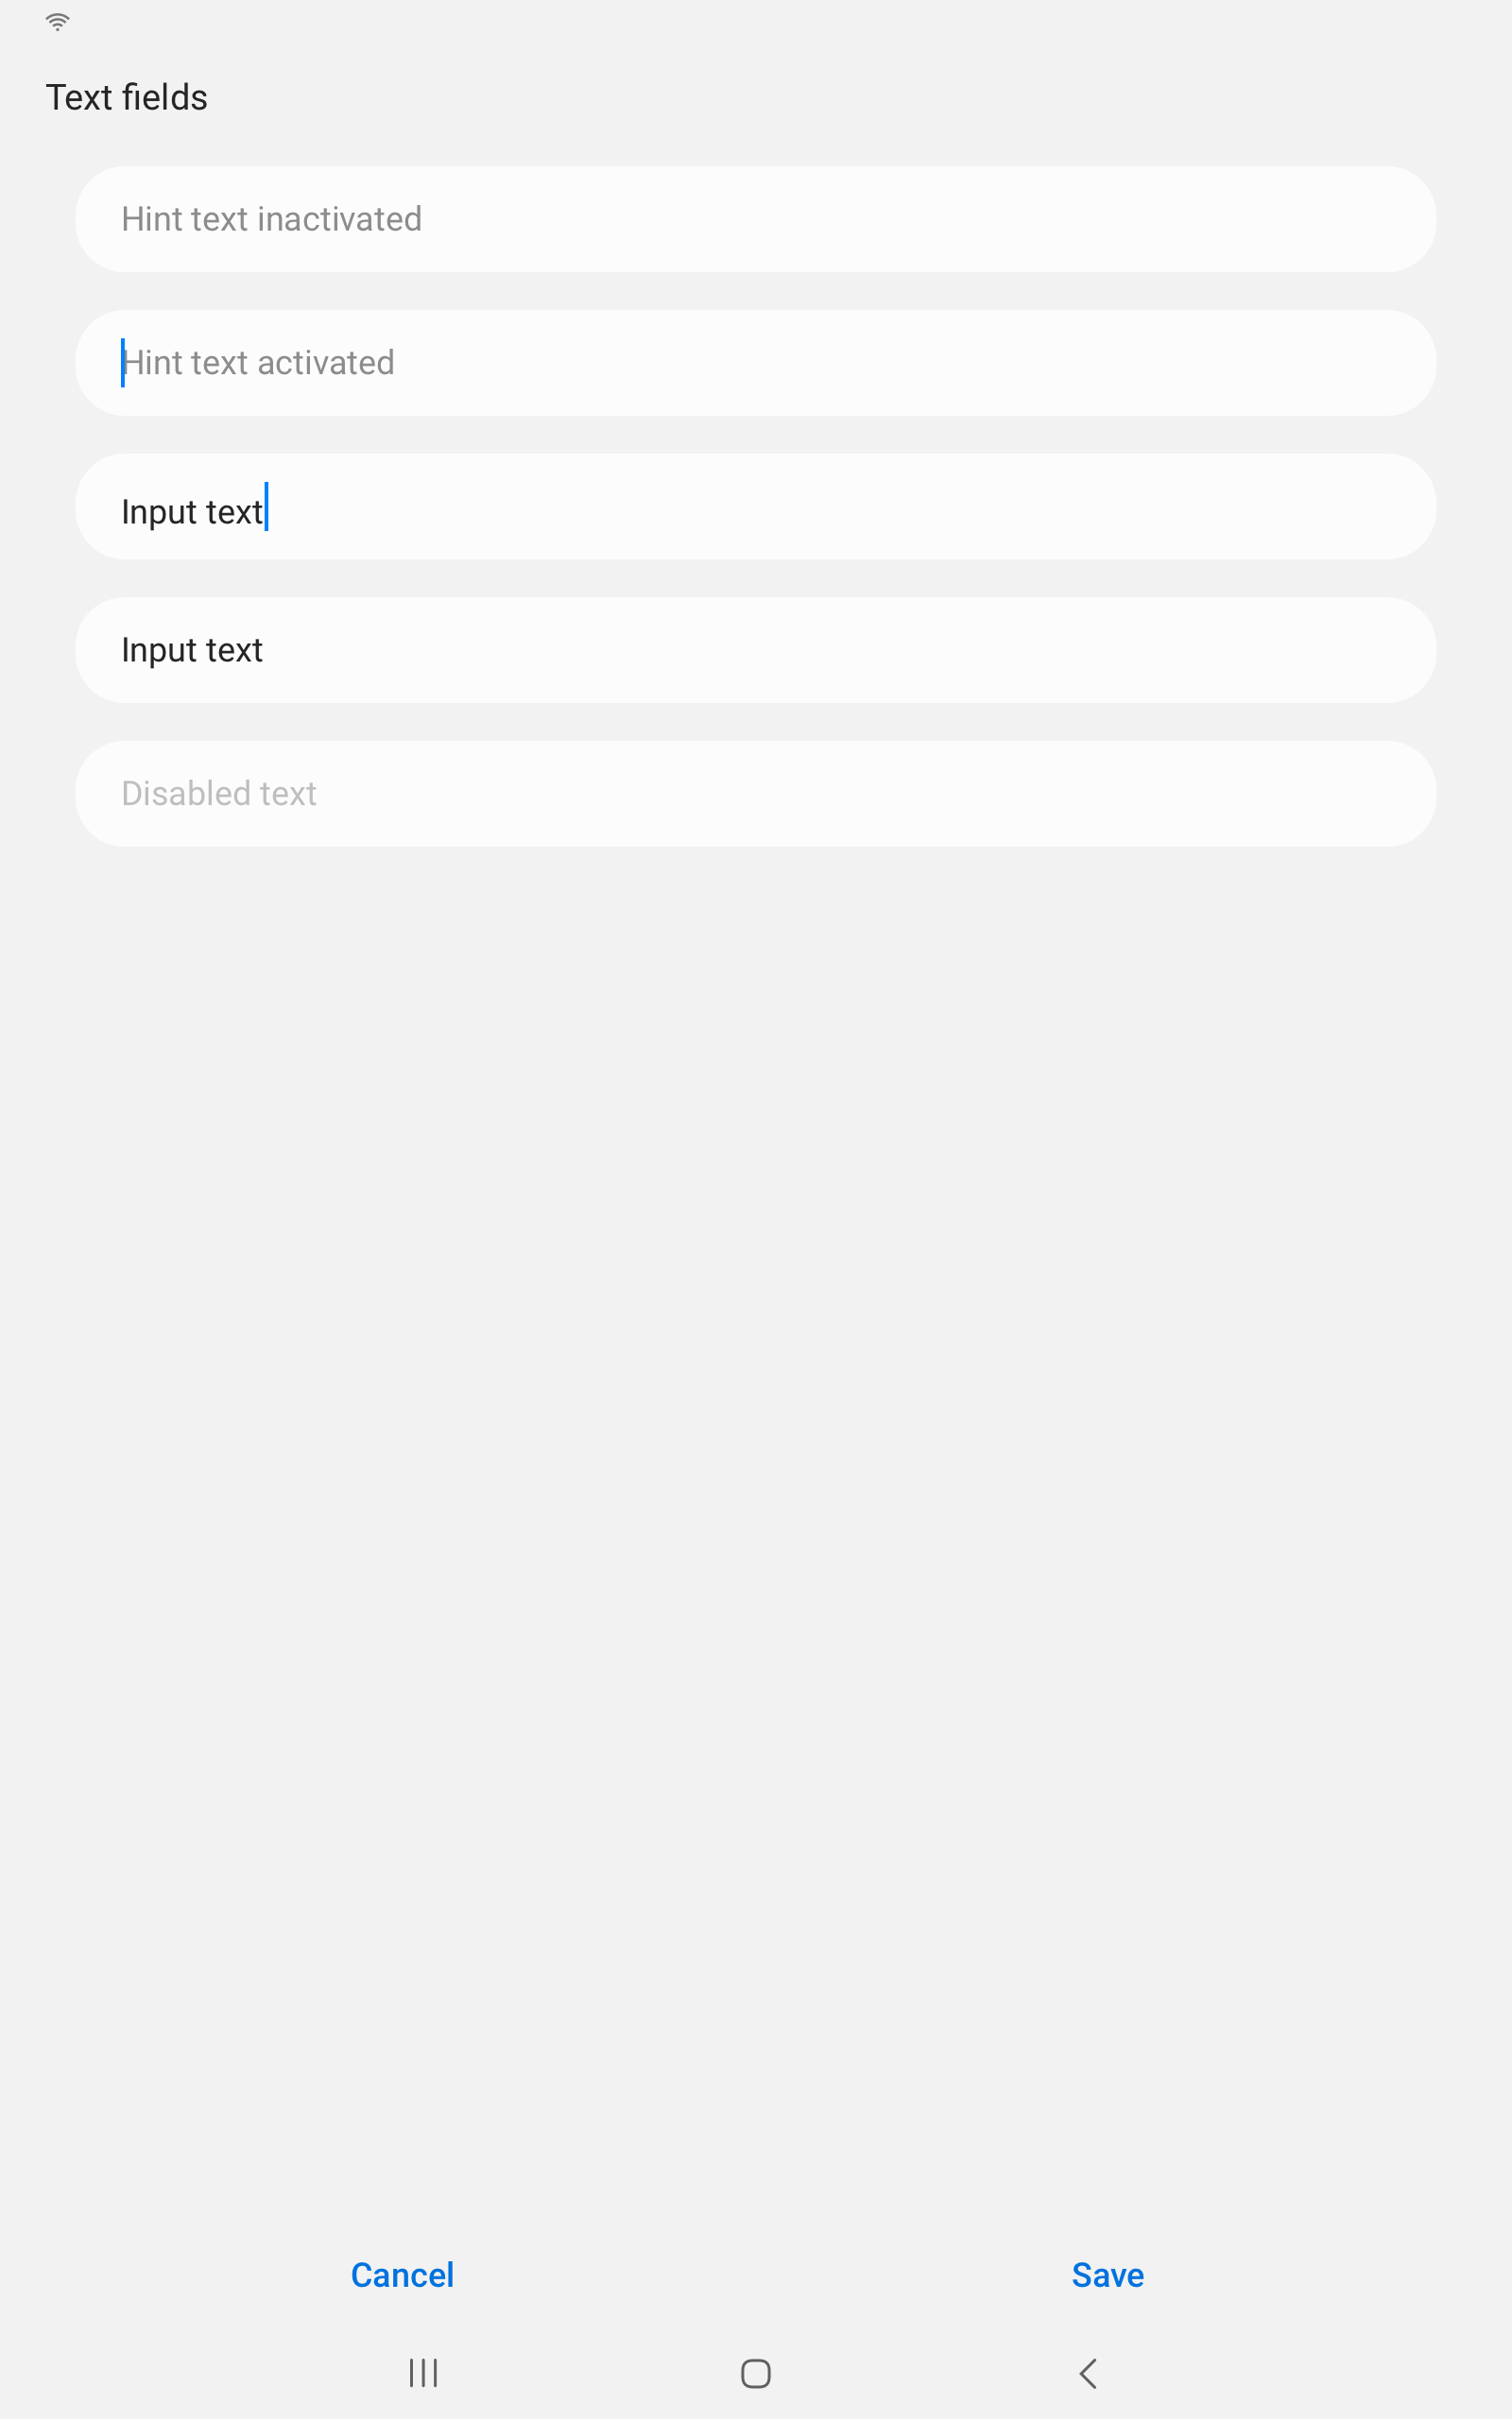 Text fields
Hint text inactivated
Hint text activated
Input text
Input text
Disabled text
Cancel
Save